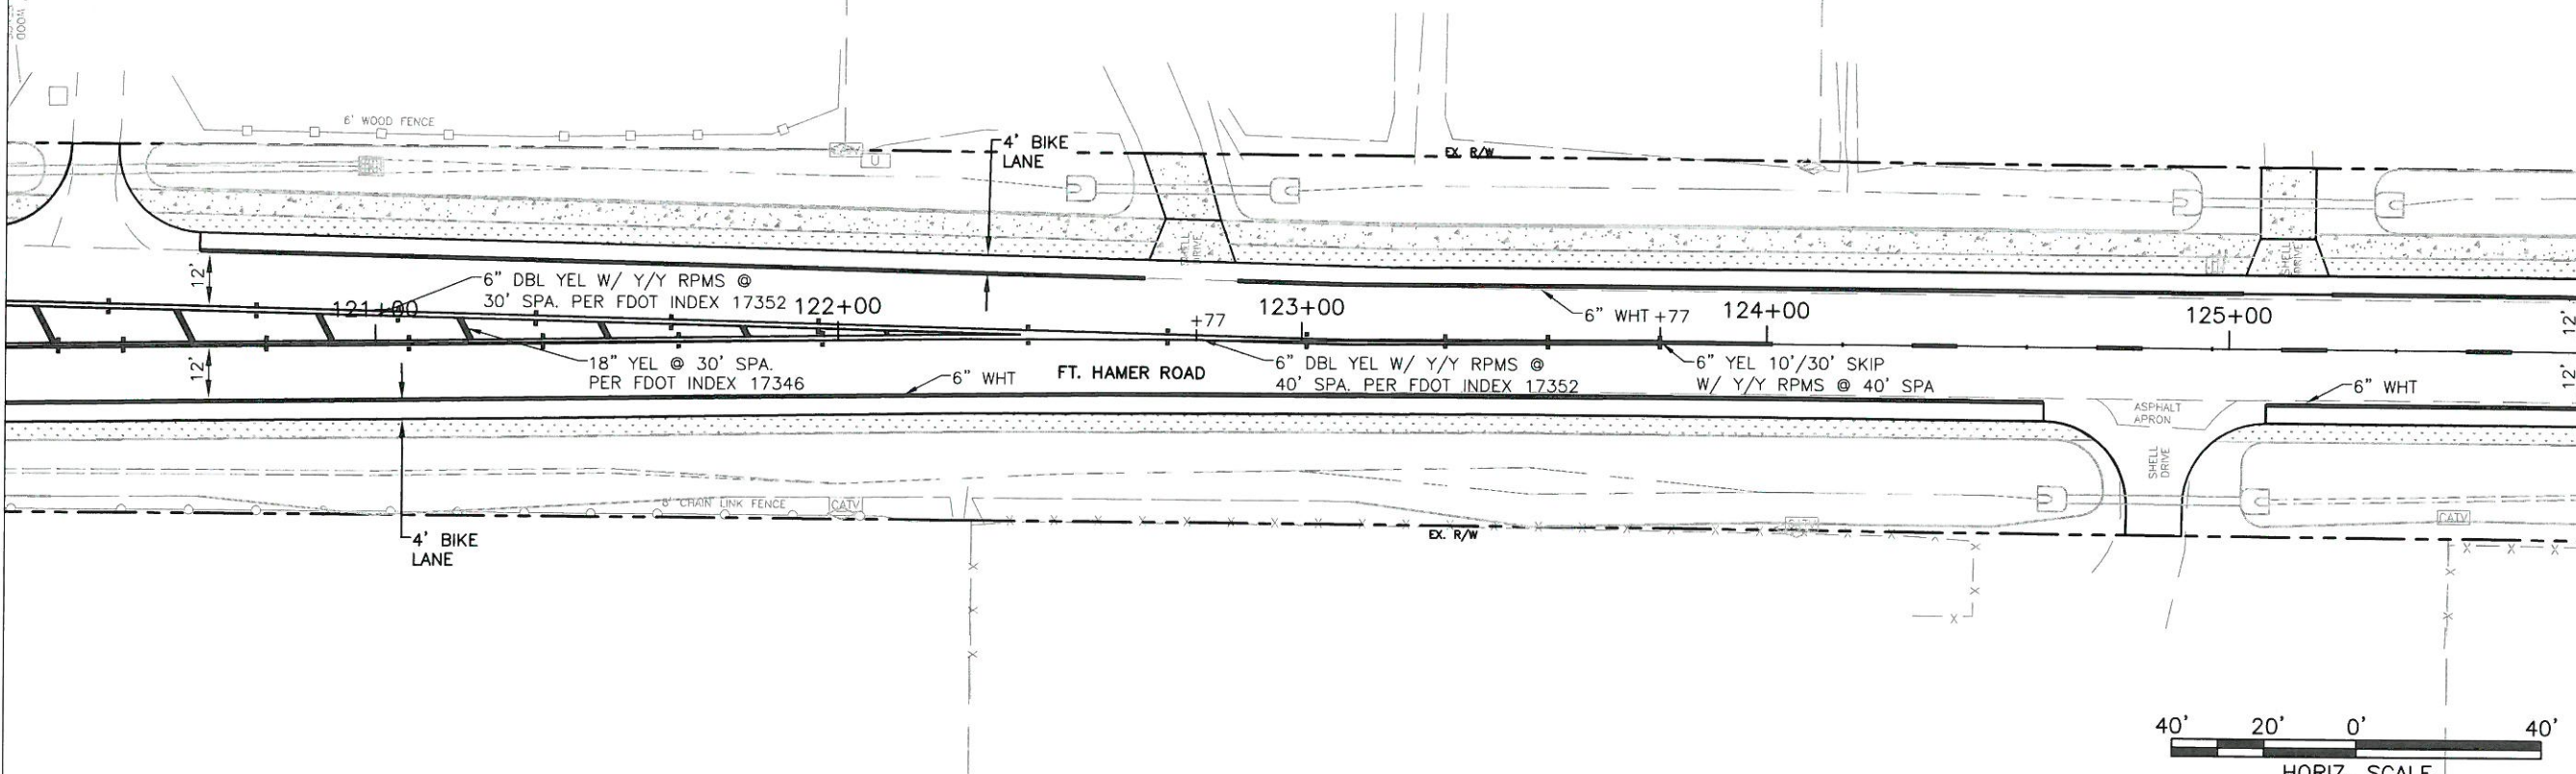 WOOD
6' WOOD FENCE
4' BIKE
LANE
EX. R/W
U
12'
6" DBL YEL W/ Y/Y RPMS @
30' SPA. PER FDOT INDEX 17352
121+00
122+00
+77
123+00
6" WHT
+77
124+00
125+00
12'
SHELL
DRIVE
SHELL
DRIVE
12'
18" YEL @ 30' SPA.
PER FDOT INDEX 17346
6" WHT
FT. HAMER ROAD
6" DBL YEL W/ Y/Y RPMS @
40' SPA. PER FDOT INDEX 17352
6" YEL 10'/30' SKIP
W/ Y/Y RPMS @ 40' SPA
6" WHT
12'
ASPHALT
APRON
SHELL
DRIVE
CHAIN LINK FENCE
CATV
CATV
CATV
EX. R/W
4' BIKE
LANE
40' 20' 0' 40'
HORIZ. SCALE